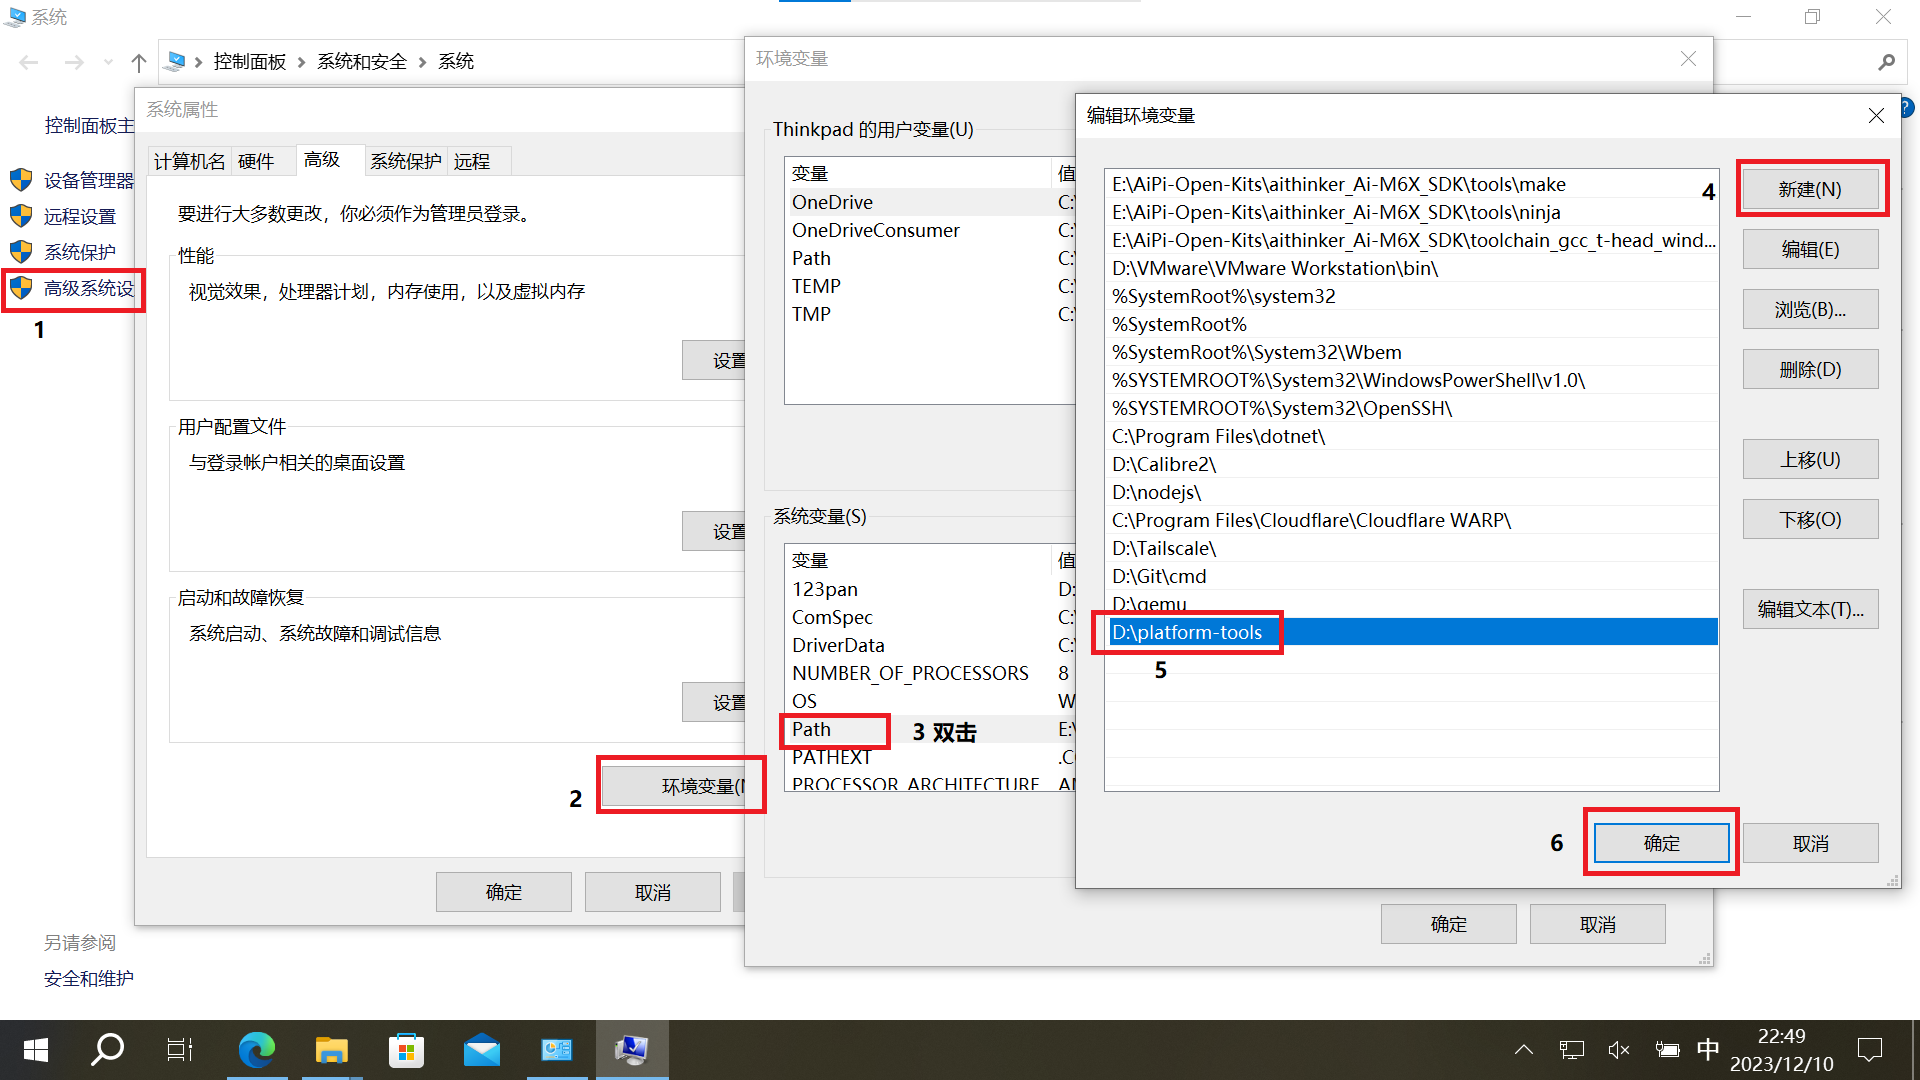 系统
控制面板 系统和安全 系统
控制面板主
设备管理器
远程设置
系统保护
高级系统设
1
另请参阅
安全和维护
系统属性
计算机名 硬件 高级 系统保护 远程
要进行大多数更改，你必须作为管理员登录。
性能
视觉效果，处理器计划，内存使用，以及虚拟内存
设置
用户配置文件
与登录帐户相关的桌面设置
设置
启动和故障恢复
系统启动、系统故障和调试信息
设置
2
环境变量(
确定 取消
环境变量
Thinkpad 的用户变量(U)
变量 值
OneDrive C:\
OneDriveConsumer C:\
Path C:\
TEMP C:\
TMP C:\
系统变量(S)
变量 值
123pan D:
ComSpec C:\
DriverData C:\
NUMBER_OF_PROCESSORS 8
OS W
Path 3 双击 E:\
PATHEXT .C
PROCESSOR_ARCHITECTURE
确定 取消
编辑环境变量
E:\AiPi-Open-Kits\aithinker_Ai-M6X_SDK\tools\make
E:\AiPi-Open-Kits\aithinker_Ai-M6X_SDK\tools\ninja
E:\AiPi-Open-Kits\aithinker_Ai-M6X_SDK\toolchain_gcc_t-head_wind...
D:\VMware\VMware Workstation\bin\
%SystemRoot%\system32
%SystemRoot%
%SystemRoot%\System32\Wbem
%SYSTEMROOT%\System32\WindowsPowerShell\v1.0\
%SYSTEMROOT%\System32\OpenSSH\
C:\Program Files\dotnet\
D:\Calibre2\
D:\nodejs\
C:\Program Files\Cloudflare\Cloudflare WARP\
D:\Tailscale\
D:\Git\cmd
D:\qemu
D:\platform-tools
5
4
新建(N)
编辑(E)
浏览(B)...
删除(D)
上移(U)
下移(O)
编辑文本(T)...
6
确定 取消
中
22:49
2023/12/10